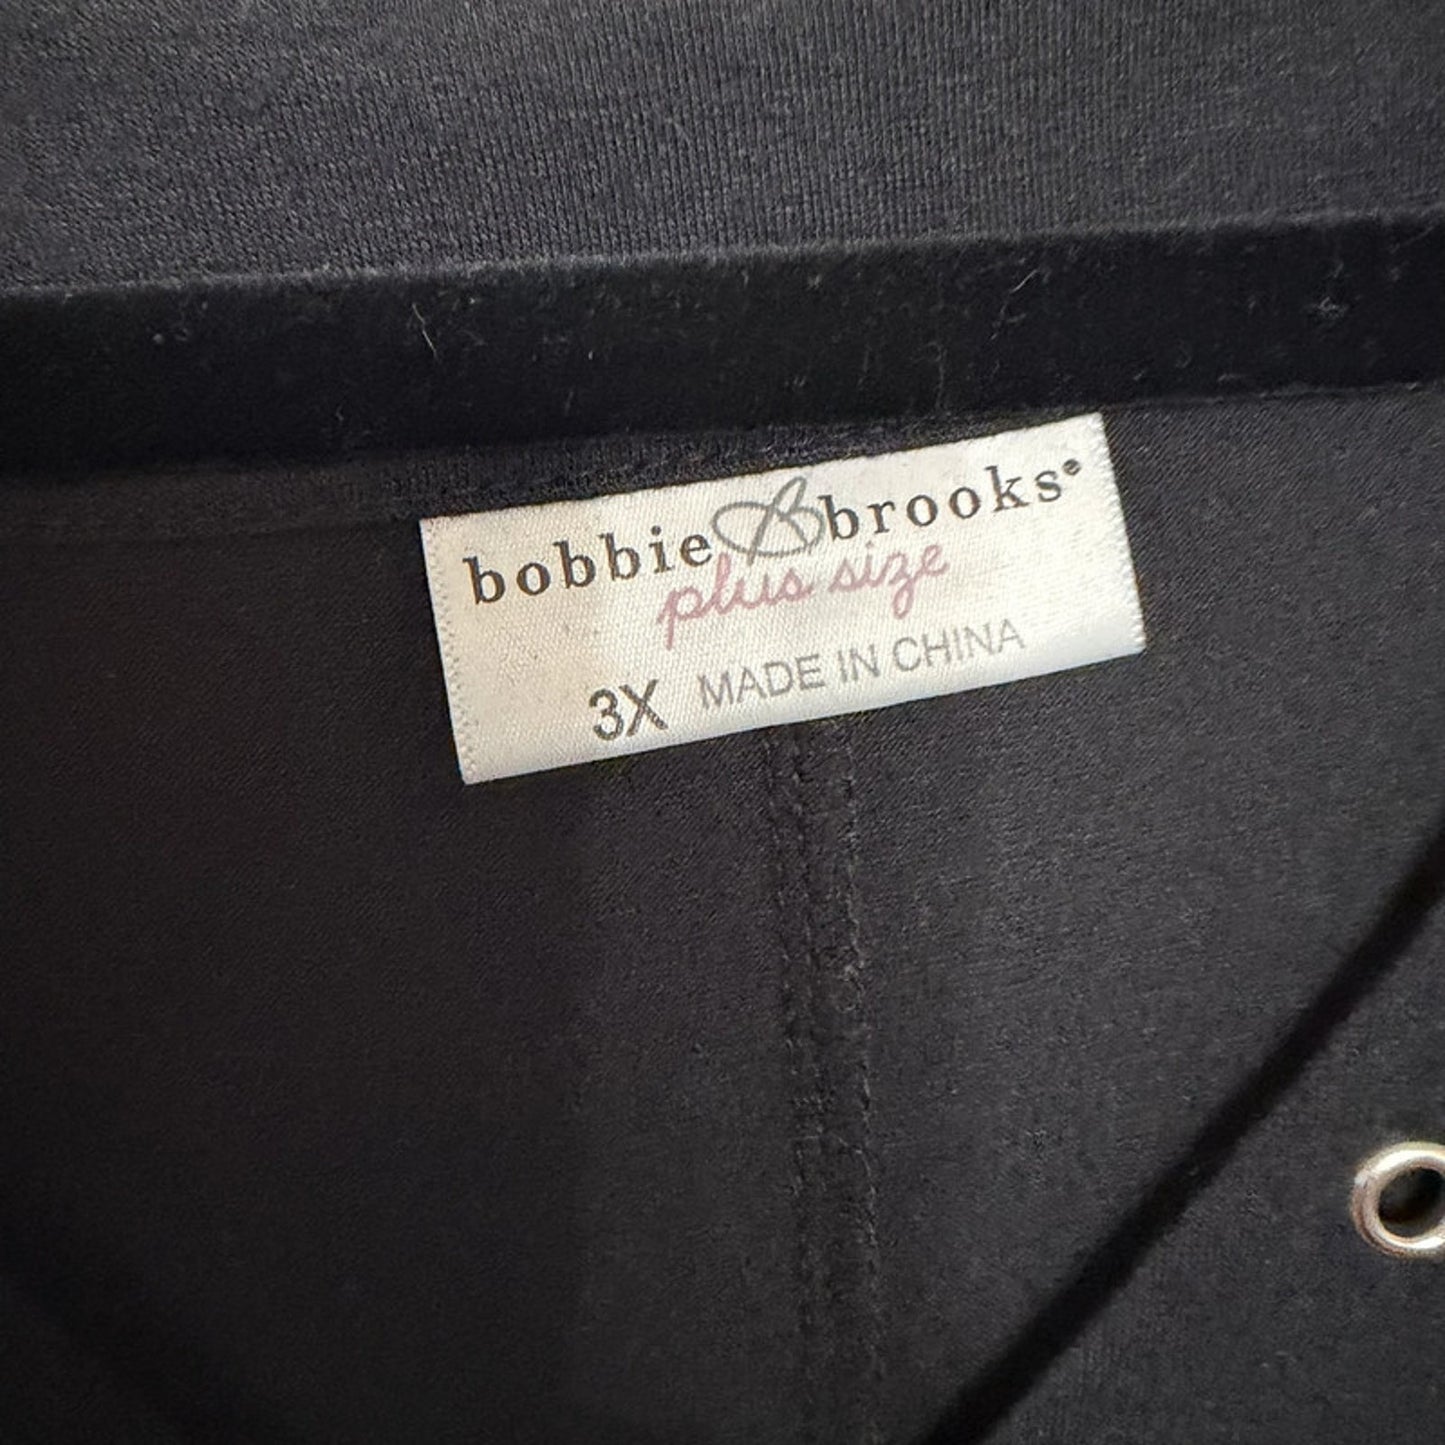 bobbie B brooks®
plus size
3X MADE IN CHINA